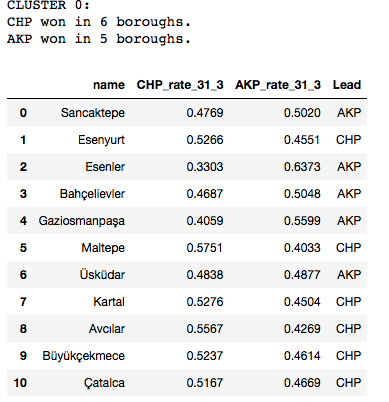 CLUSTER 0:
CHP won in 6 boroughs.
AKP won in 5 boroughs.
name CHP_rate_31_3 AKP_rate_31_3 Lead
0 Sancaktepe 0.4769 0.5020 AKP
1 Esenyurt 0.5266 0.4551 CHP
2 Esenler 0.3303 0.6373 AKP
3 Bahçelievler 0.4687 0.5048 AKP
4 Gaziosmanpaşa 0.4059 0.5599 AKP
5 Maltepe 0.5751 0.4033 CHP
6 Üsküdar 0.4838 0.4877 AKP
7 Kartal 0.5276 0.4504 CHP
8 Avcılar 0.5567 0.4269 CHP
9 Büyükçekmece 0.5237 0.4614 CHP
10 Çatalca 0.5167 0.4669 CHP